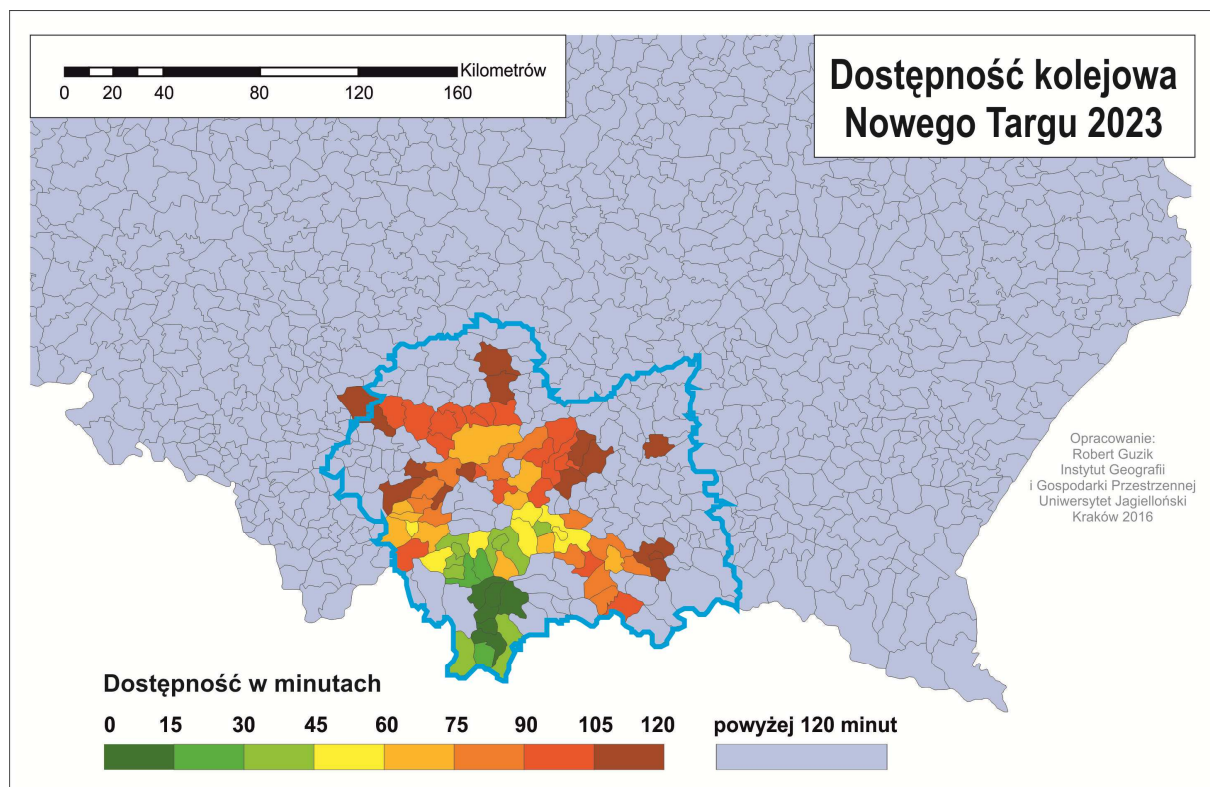 Kilometrów
0 20 40 80 120 160
Dostępność kolejowa
Nowego Targu 2023
Opracowanie:
Robert Guzik
Instytut Geografii
i Gospodarki Przestrzennej
Uniwersytet Jagielloński
Kraków 2016
Dostępność w minutach
0 15 30 45 60 75 90 105 120
powyżej 120 minut